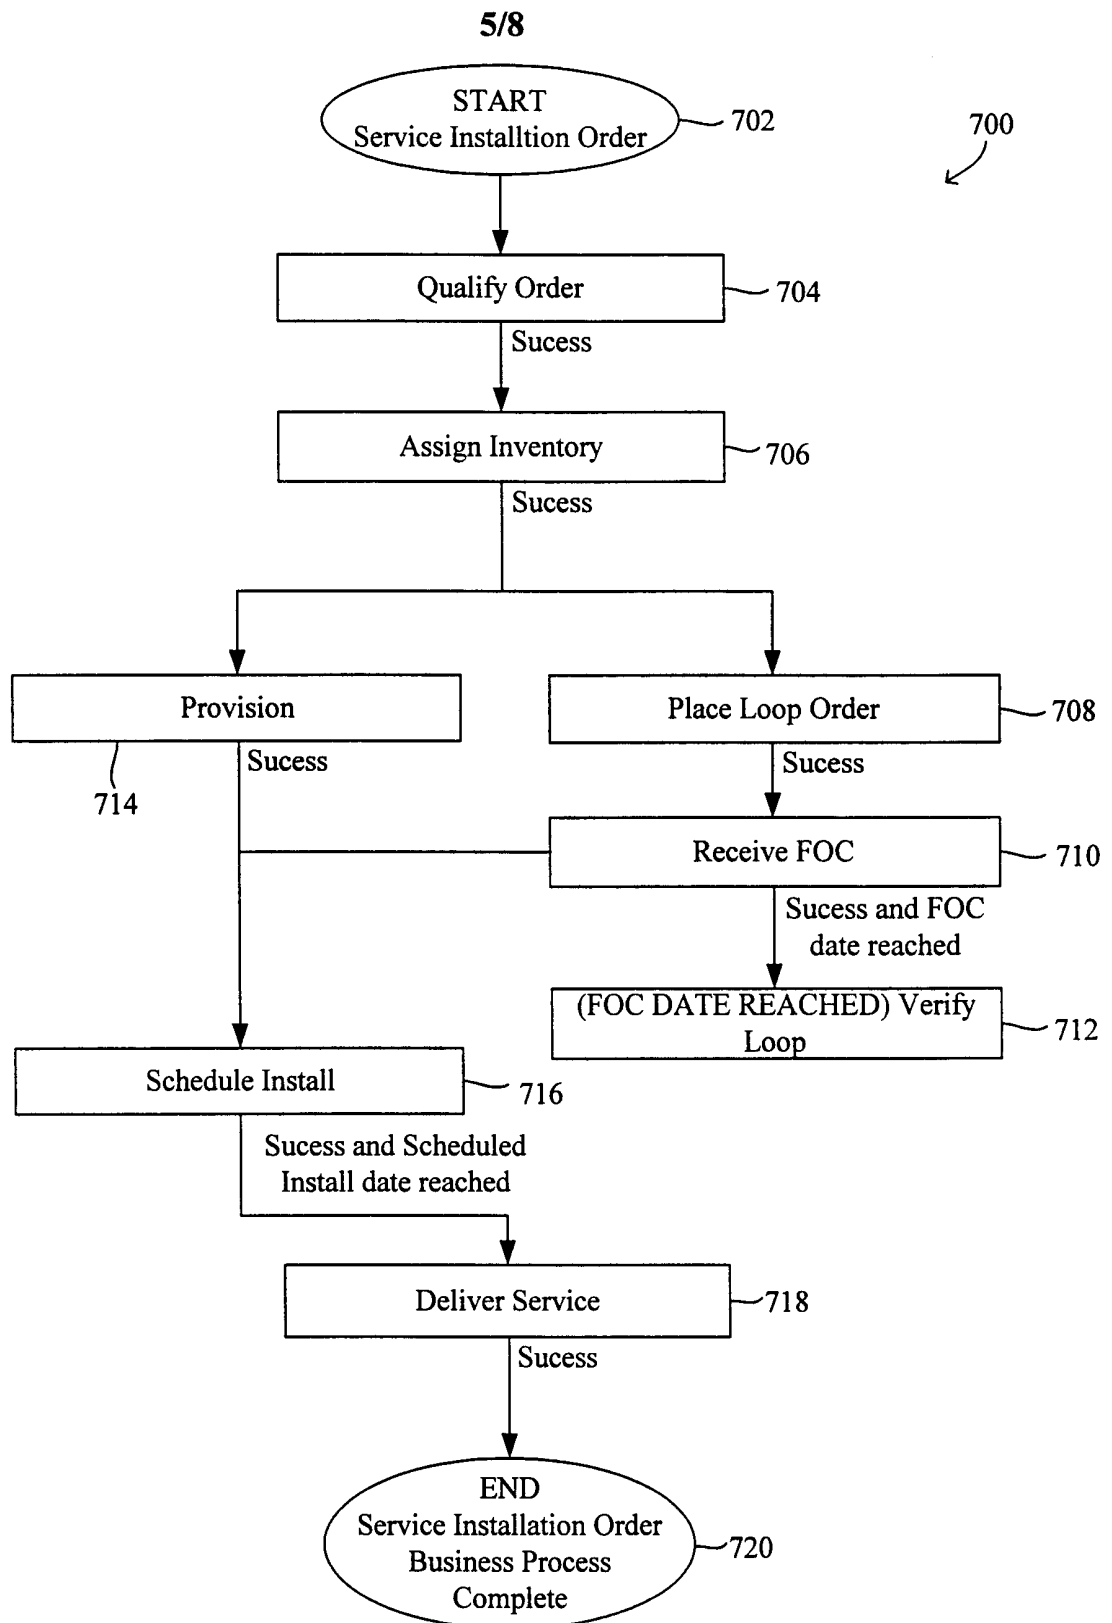 5/8
START
Service Installtion Order
702
700
Qualify Order
704
Sucess
Assign Inventory
706
Sucess
Provision
Place Loop Order
708
Sucess
Sucess
714
Receive FOC
710
Sucess and FOC
date reached
(FOC DATE REACHED) Verify
Loop
712
Schedule Install
716
Sucess and Scheduled
Install date reached
Deliver Service
718
Sucess
END
Service Installation Order
Business Process
Complete
720